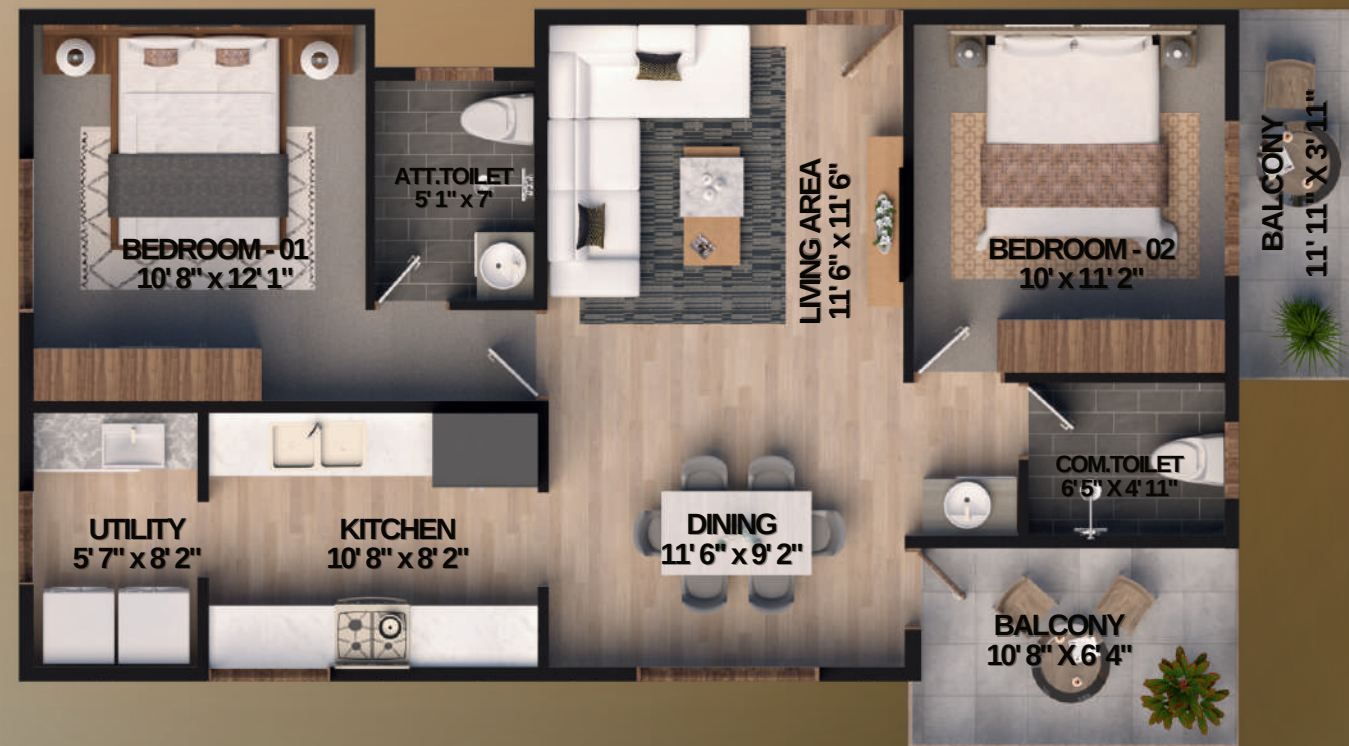 BEDROOM - 01
10' 8" x 12' 1"
ATT.TOILET
5' 1" x 7'
LIVING AREA
11' 6" x 11' 6"
BEDROOM - 02
10' x 11' 2"
BALCONY
11' 11" X 3' 11"
UTILITY
5' 7" x 8' 2"
KITCHEN
10' 8" x 8' 2"
DINING
11' 6" x 9' 2"
COM.TOILET
6' 5" X 4' 11"
BALCONY
10' 8" X 6' 4"